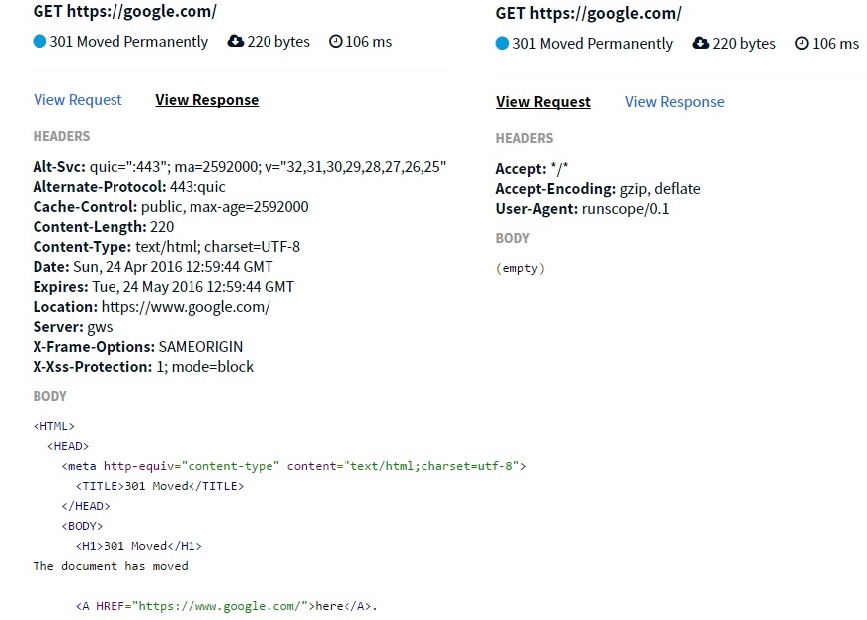 GET https://google.com/
301 Moved Permanently 220 bytes 106 ms
View Request View Response
HEADERS
Alt-Svc: quic=":443"; ma=2592000; v="32,31,30,29,28,27,26,25"
Alternate-Protocol: 443:quic
Cache-Control: public, max-age=2592000
Content-Length: 220
Content-Type: text/html; charset=UTF-8
Date: Sun, 24 Apr 2016 12:59:44 GMT
Expires: Tue, 24 May 2016 12:59:44 GMT
Location: https://www.google.com/
Server: gws
X-Frame-Options: SAMEORIGIN
X-Xss-Protection: 1; mode=block
BODY
<HTML>
  <HEAD>
    <meta http-equiv="content-type" content="text/html;charset=utf-8">
      <TITLE>301 Moved</TITLE>
    </HEAD>
    <BODY>
      <H1>301 Moved</H1>
The document has moved
      <A HREF="https://www.google.com/">here</A>.
GET https://google.com/
301 Moved Permanently 220 bytes 106 ms
View Request View Response
HEADERS
Accept: */*
Accept-Encoding: gzip, deflate
User-Agent: runscope/0.1
BODY
(empty)